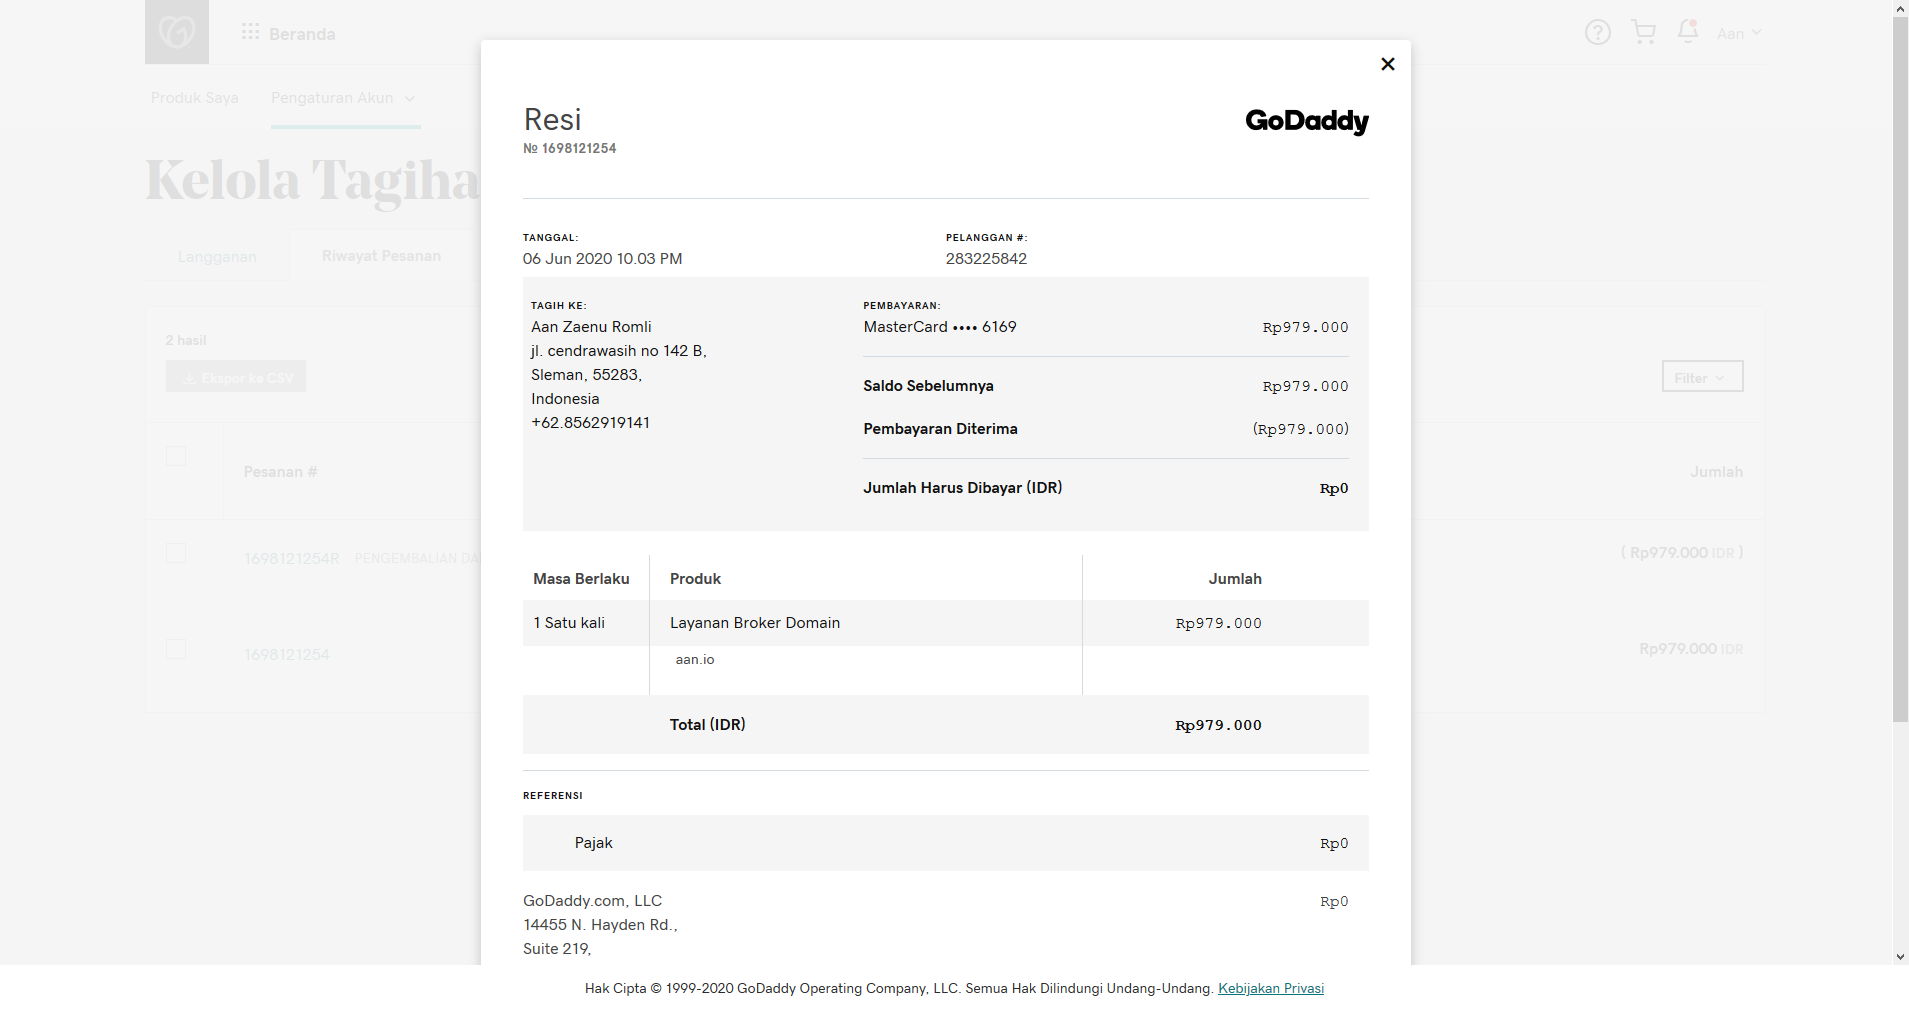 Beranda
Aan
Produk Saya
Pengaturan Akun
Kelola Tagiha
Langganan
Riwayat Pesanan
2 hasil
Ekspor ke CSV
Filter
Pesanan #
Jumlah
1698121254R PENGEMBALIAN DA
( Rp979.000 IDR )
1698121254
Rp979.000 IDR
Resi
GoDaddy
№ 1698121254
TANGGAL:
06 Jun 2020 10.03 PM
PELANGGAN #:
283225842
TAGIH KE:
Aan Zaenu Romli
jl. cendrawasih no 142 B,
Sleman, 55283,
Indonesia
+62.8562919141
PEMBAYARAN:
MasterCard •••• 6169 Rp979.000
Saldo Sebelumnya Rp979.000
Pembayaran Diterima (Rp979.000)
Jumlah Harus Dibayar (IDR) Rp0
Masa Berlaku Produk Jumlah
1 Satu kali Layanan Broker Domain Rp979.000
aan.io
Total (IDR) Rp979.000
REFERENSI
Pajak Rp0
GoDaddy.com, LLC Rp0
14455 N. Hayden Rd.,
Suite 219,
Hak Cipta © 1999-2020 GoDaddy Operating Company, LLC. Semua Hak Dilindungi Undang-Undang. Kebijakan Privasi